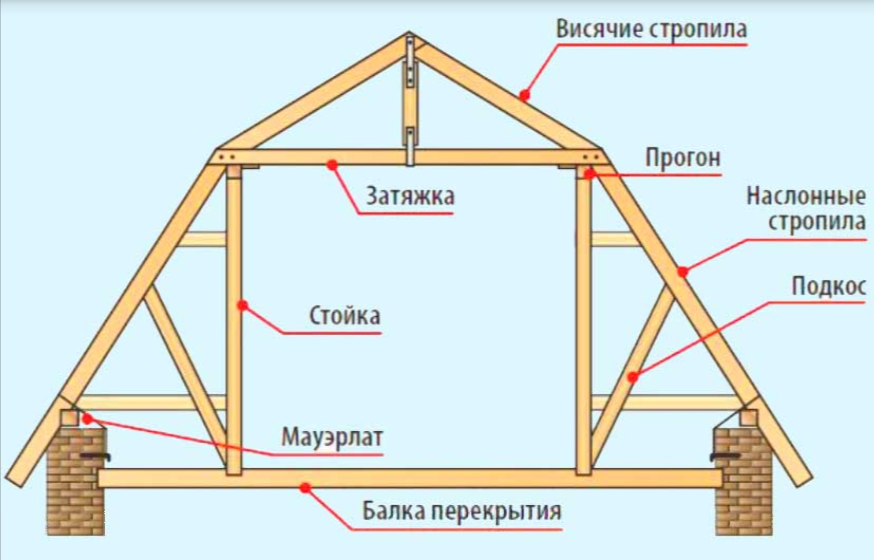 Висячие стропила
Прогон
Затяжка
Наслонные
стропила
Подкос
Стойка
Мауэрлат
Балка перекрытия